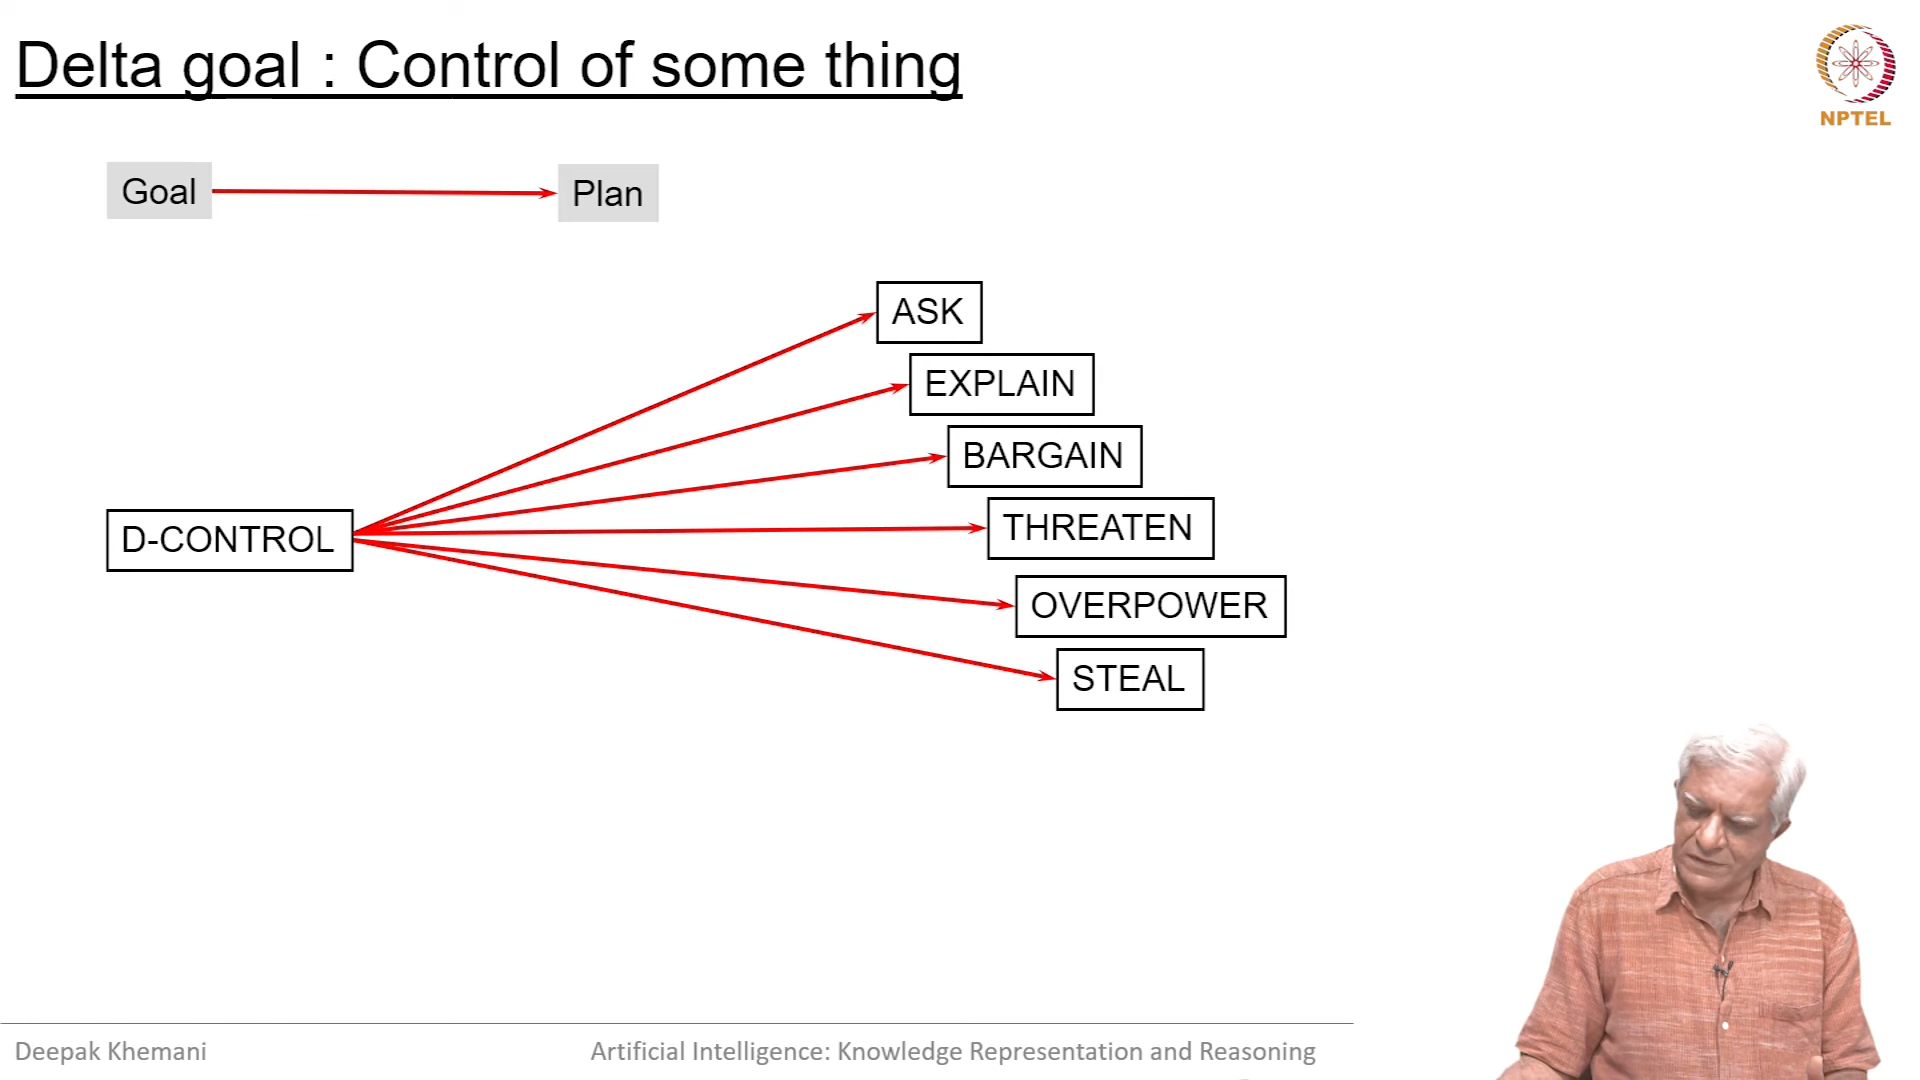 Delta goal : Control of some thing
NPTEL
Goal
Plan
ASK
EXPLAIN
BARGAIN
THREATEN
D-CONTROL
OVERPOWER
STEAL
Deepak Khemani
Artificial Intelligence: Knowledge Representation and Reasoning